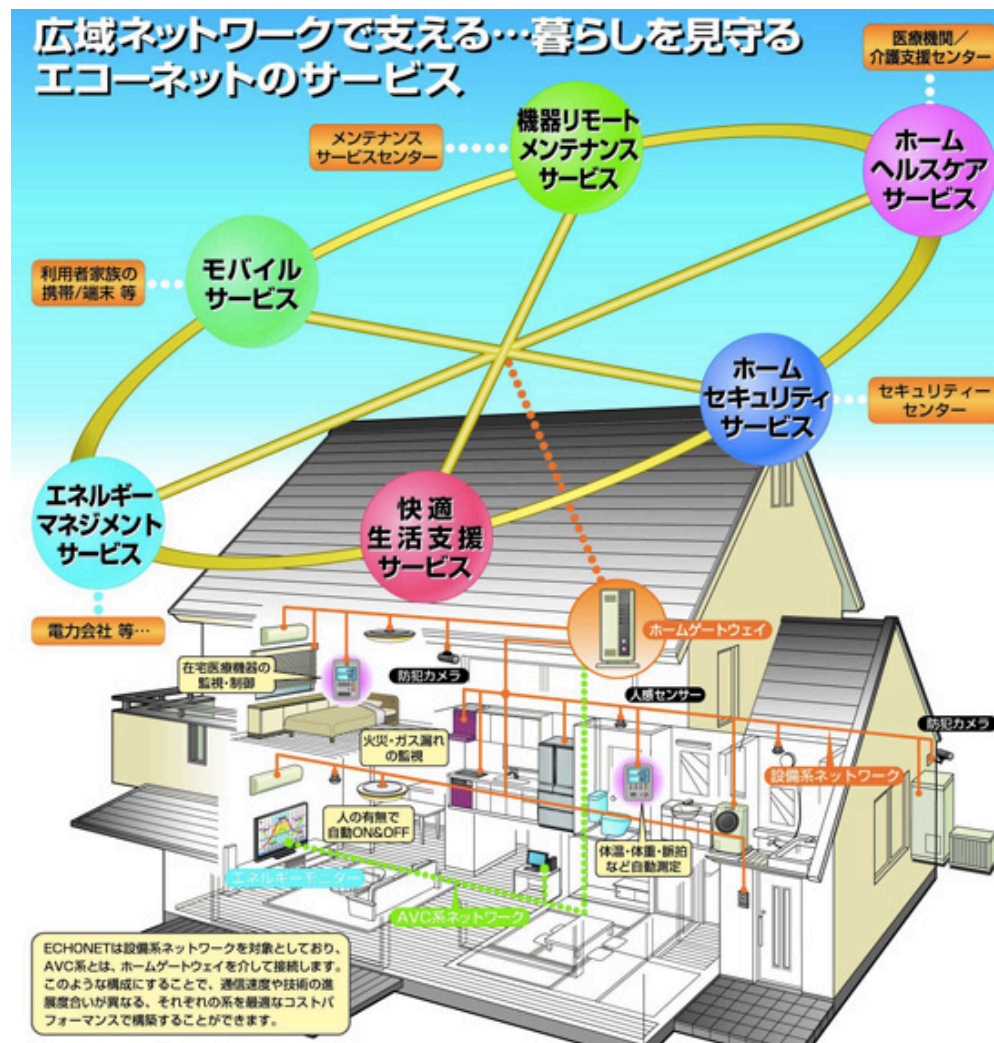 広域ネットワークで支える…暮らしを見守る
エコーネットのサービス
医療機関／
介護支援センター
メンテナンス
サービスセンター
機器リモート
メンテナンス
サービス
ホーム
ヘルスケア
サービス
利用者家族の
携帯/端末 等
モバイル
サービス
ホーム
セキュリティ
サービス
セキュリティー
センター
エネルギー
マネジメント
サービス
快適
生活支援
サービス
電力会社 等…
ホームゲートウェイ
在宅医療機器の
監視・制御
防犯カメラ
人感センサー
防犯カメラ
火災・ガス漏れ
の監視
設備系ネットワーク
人の有無で
自動ON&OFF
体温・体重・脈拍
など自動測定
エネルギーモニター
AVC系ネットワーク
ECHONETは設備系ネットワークを対象としており、
AVC系とは、ホームゲートウェイを介して接続します。
このような構成にすることで、通信速度や技術の進
展度合いが異なる、それぞれの系を最適なコストパ
フォーマンスで構築することができます。